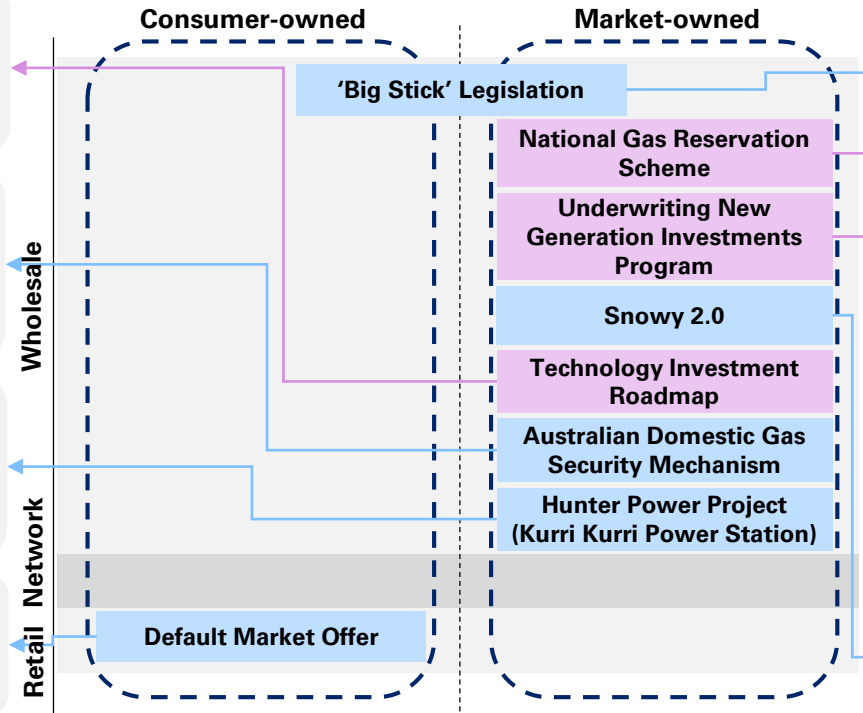 Consumer-owned
Market-owned
Wholesale
Network
Retail
‘Big Stick’ Legislation
National Gas Reservation
Scheme
Underwriting New
Generation Investments
Program
Snowy 2.0
Technology Investment
Roadmap
Australian Domestic Gas
Security Mechanism
Hunter Power Project
(Kurri Kurri Power Station)
Default Market Offer